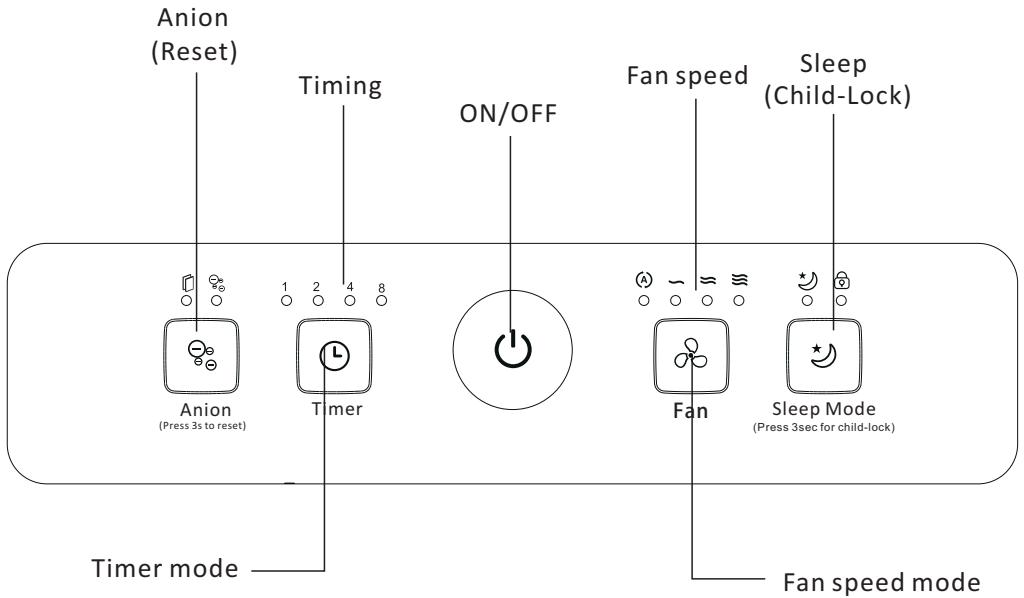 Anion
(Reset)
Timing
ON/OFF
Fan speed
Sleep
(Child-Lock)
1 2 4 8
A
Anion
(Press 3s to reset)
Timer
Fan
Sleep Mode
(Press 3sec for child-lock)
Timer mode
Fan speed mode